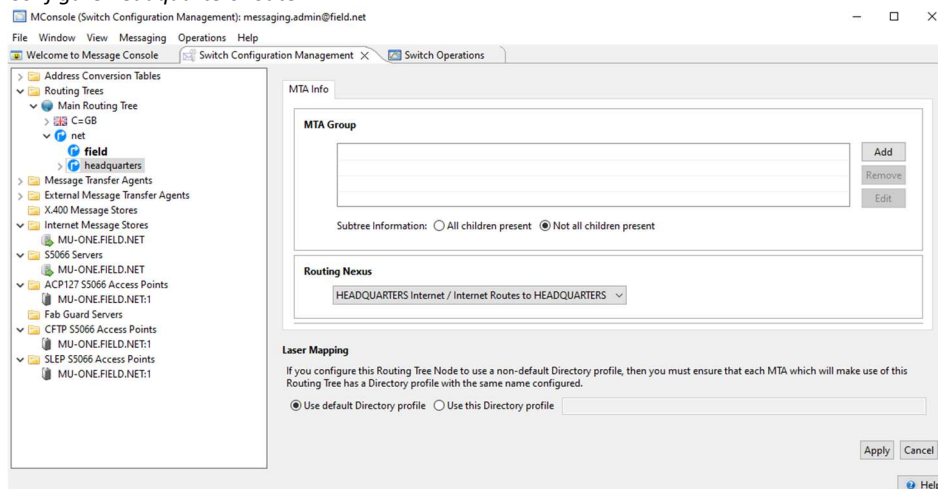 MConsole (Switch Configuration Management): messaging.admin@field.net
File Window View Messaging Operations Help
Welcome to Message Console
Switch Configuration Management
Switch Operations
Address Conversion Tables
Routing Trees
Main Routing Tree
C=GB
net
field
headquarters
Message Transfer Agents
External Message Transfer Agents
X.400 Message Stores
Internet Message Stores
MU-ONE.FIELD.NET
S5066 Servers
MU-ONE.FIELD.NET
ACP127 S5066 Access Points
MU-ONE.FIELD.NET:1
Fab Guard Servers
CFTP S5066 Access Points
MU-ONE.FIELD.NET:1
SLEP S5066 Access Points
MU-ONE.FIELD.NET:1
MTA Info
MTA Group
Add
Remove
Edit
Subtree Information: All children present Not all children present
Routing Nexus
HEADQUARTERS Internet / Internet Routes to HEADQUARTERS
Laser Mapping
If you configure this Routing Tree Node to use a non-default Directory profile, then you must ensure that each MTA which will make use of this
Routing Tree has a Directory profile with the same name configured.
Use default Directory profile Use this Directory profile
Apply Cancel
Help